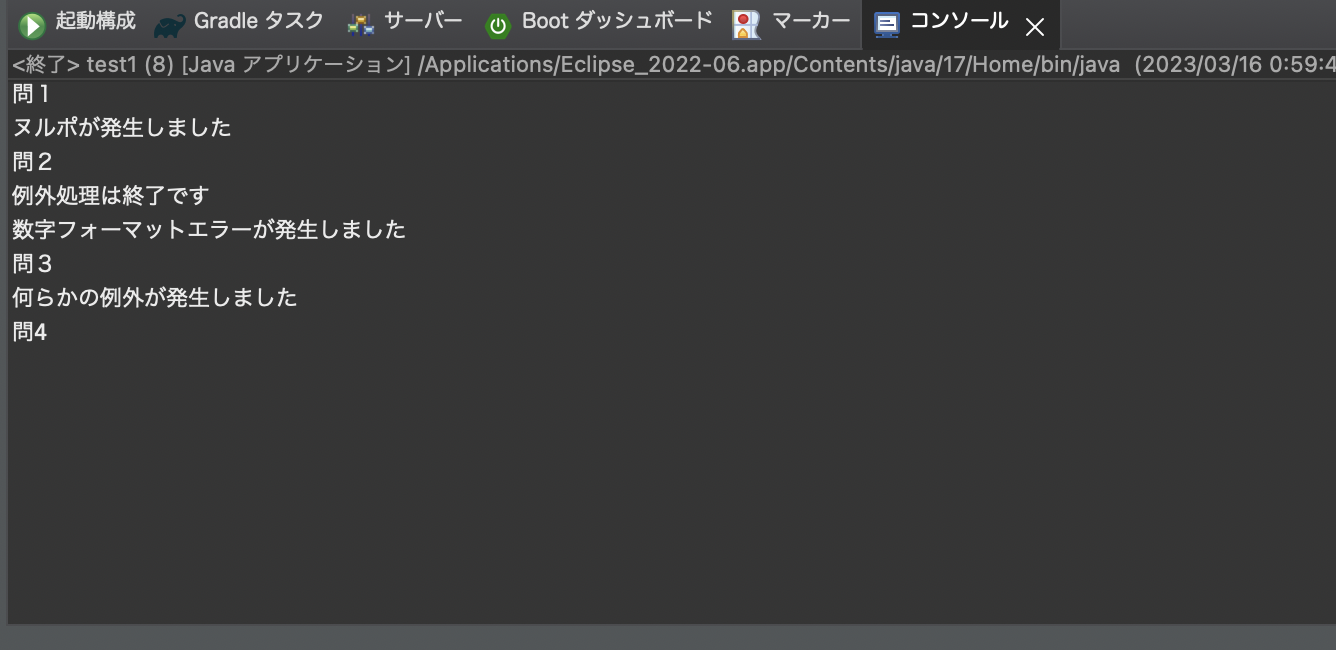 起動構成 Gradle タスク サーバー Boot ダッシュボード マーカー コンソール
<終了> test1 (8) [Java アプリケーション] /Applications/Eclipse_2022-06.app/Contents/java/17/Home/bin/java (2023/03/16 0:59:4
問１
ヌルポが発生しました
問２
例外処理は終了です
数字フォーマットエラーが発生しました
問３
何らかの例外が発生しました
問4